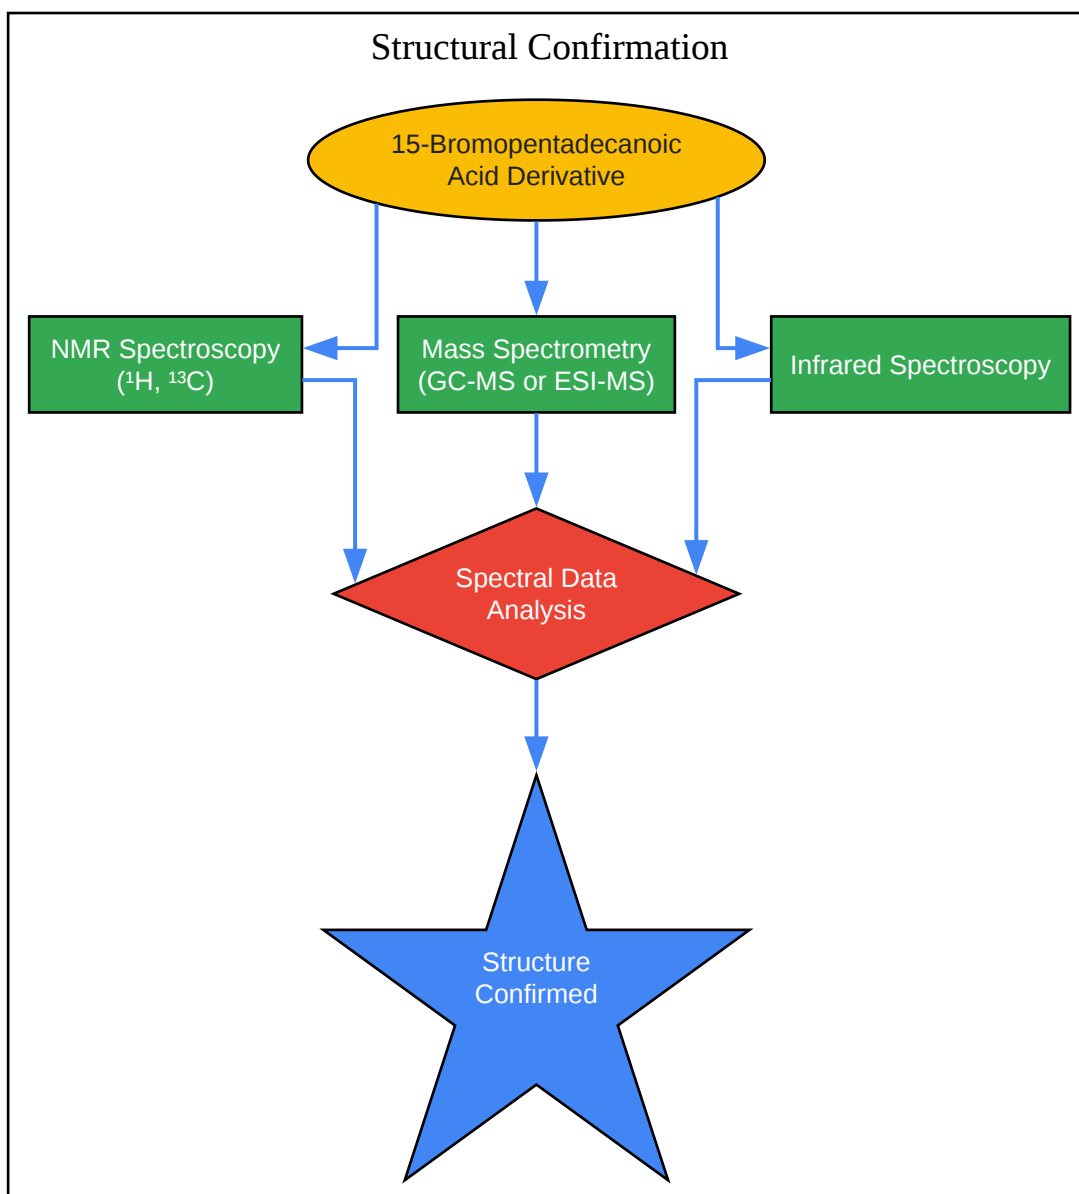 Structural Confirmation
15-Bromopentadecanoic
Acid Derivative
NMR Spectroscopy
(¹H, ¹³C)
Mass Spectrometry
(GC-MS or ESI-MS)
Infrared Spectroscopy
Spectral Data
Analysis
Structure
Confirmed